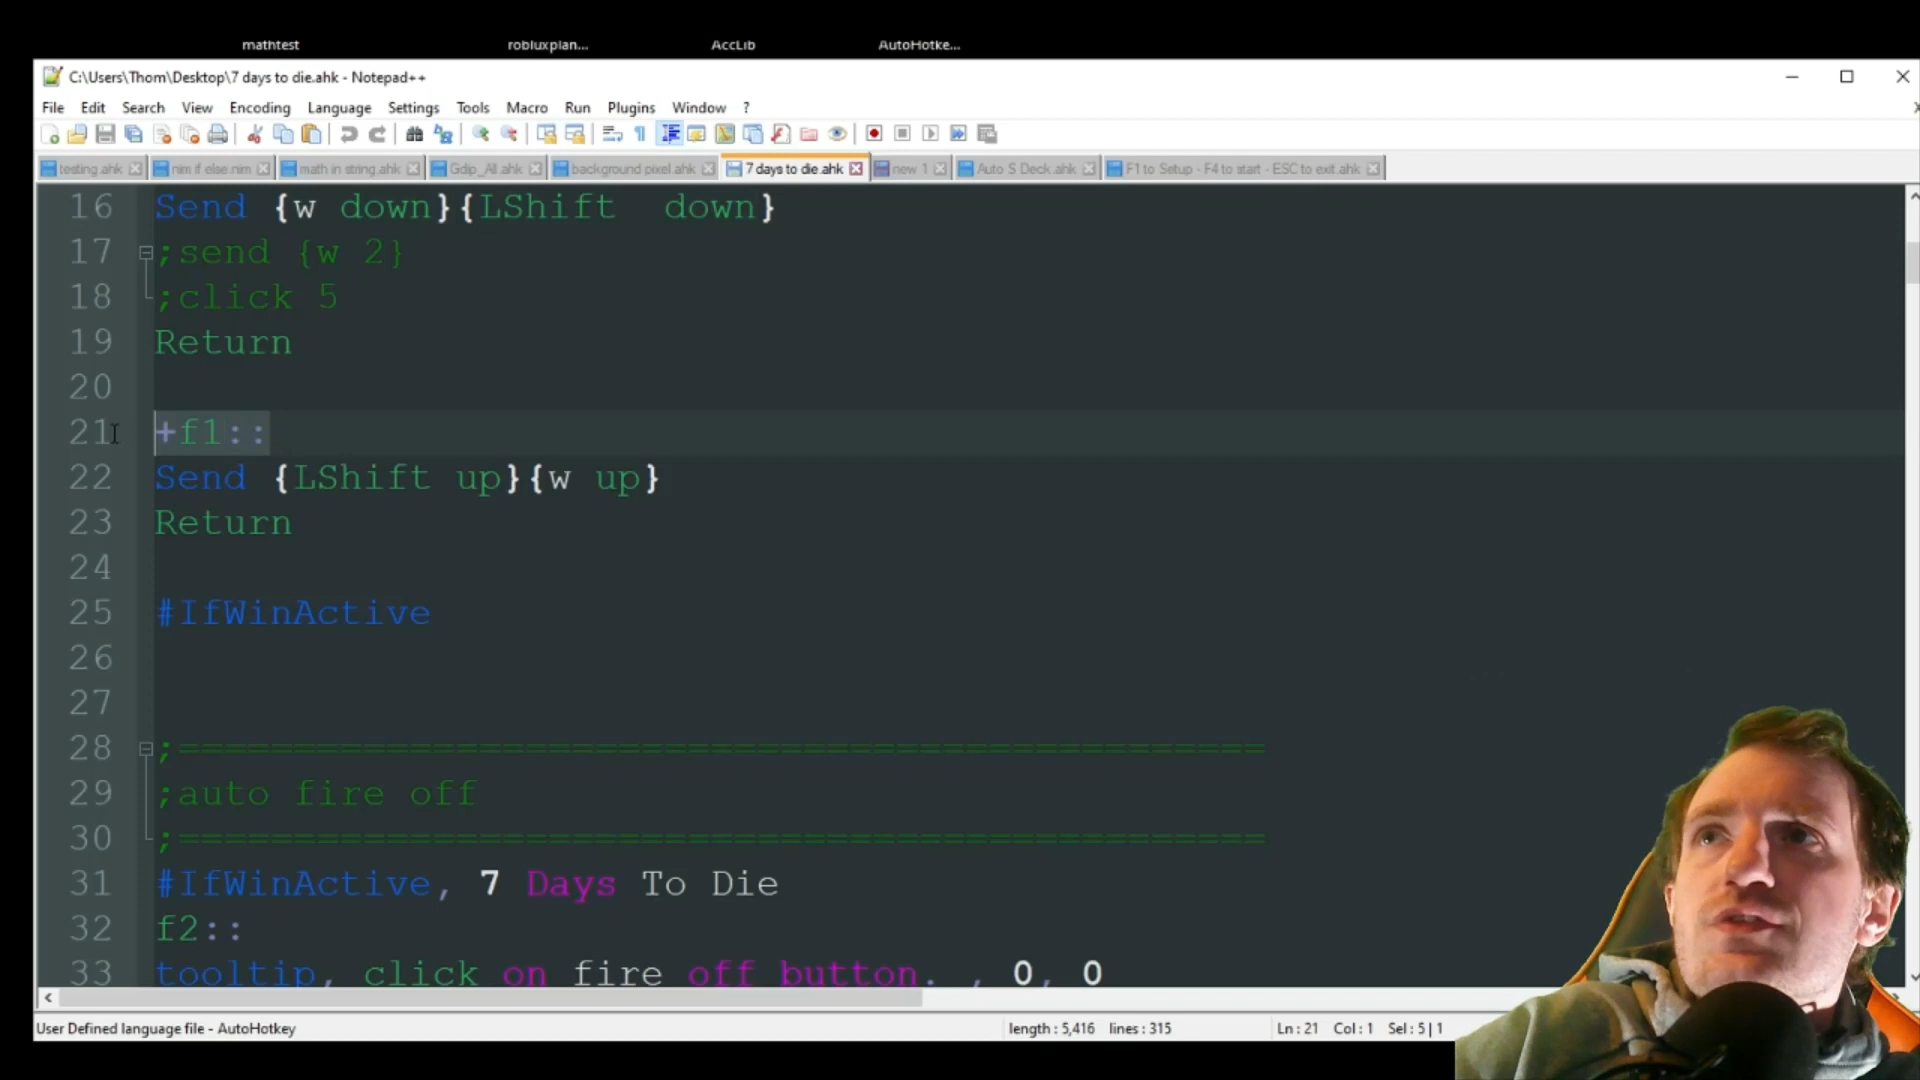 mathtest robluxplan... AccLib AutoHotke...
C:\Users\Thom\Desktop\7 days to die.ahk - Notepad++
File Edit Search View Encoding Language Settings Tools Macro Run Plugins Window ?
testing.ahk nim if else.nim math in string.ahk Gdip_All.ahk background pixel.ahk 7 days to die.ahk new 1 Auto S Deck.ahk F1 to Setup - F4 to start - ESC to exit.ahk
16 Send {w down}{LShift  down}
17 ;send {w 2}
18 ;click 5
19 Return
20
21 +f1::
22 Send {LShift up}{w up}
23 Return
24
25 #IfWinActive
26
27
28 ;===============================================
29 ;auto fire off
30 ;===============================================
31 #IfWinActive, 7 Days To Die
32 f2::
33 tooltip, click on fire off button. , 0, 0
User Defined language file - AutoHotkey length : 5,416 lines : 315 Ln : 21 Col : 1 Sel : 5 | 1